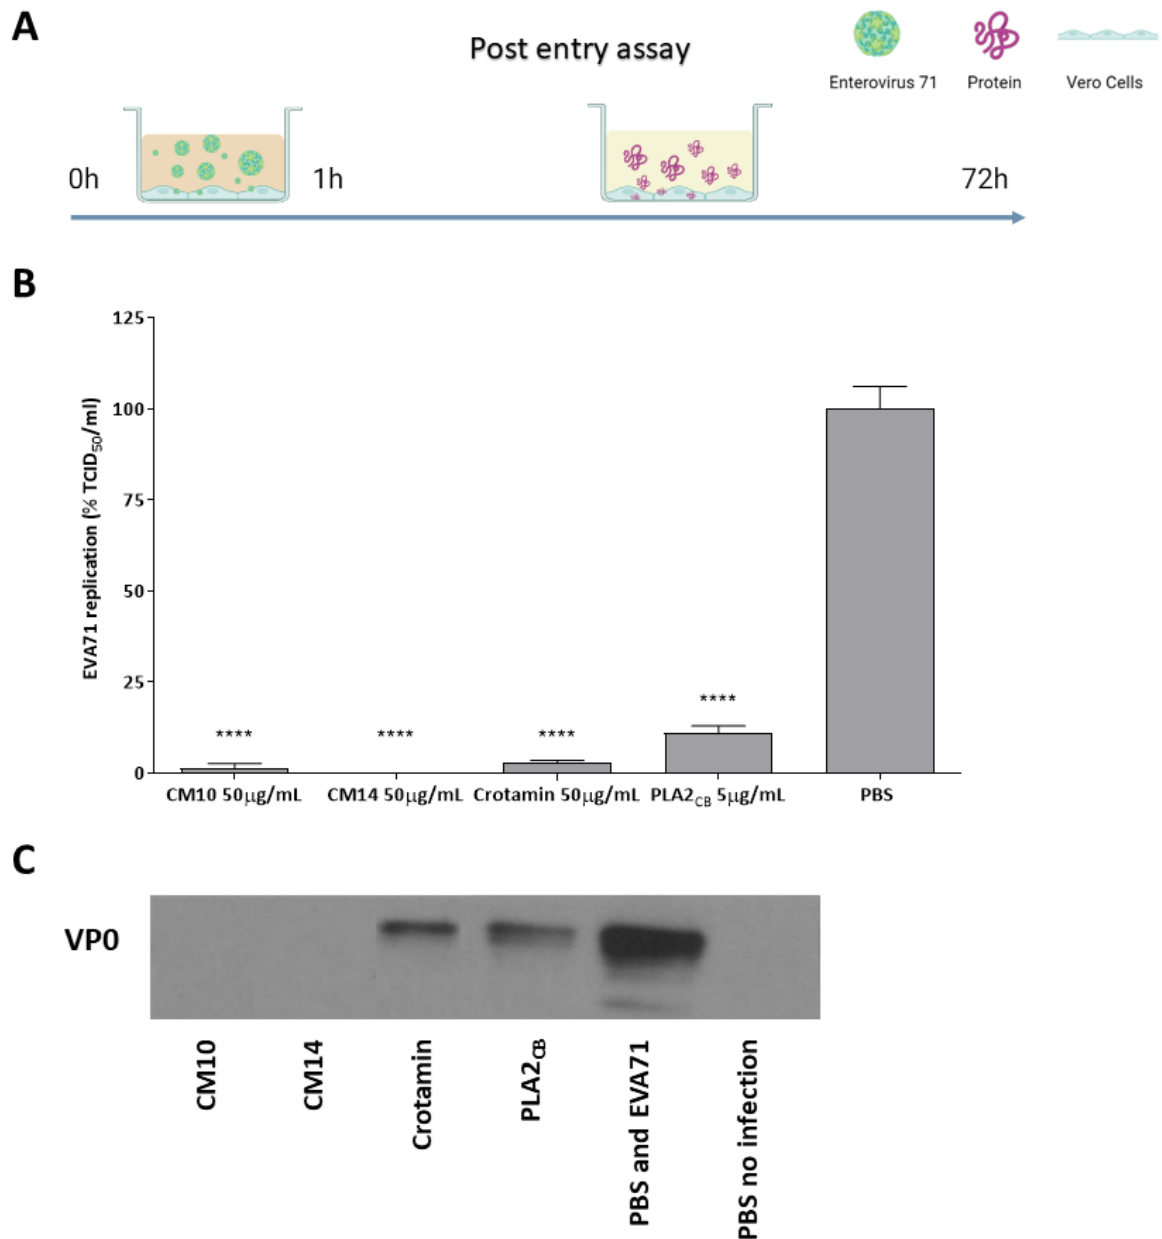 A
Post entry assay
Enterovirus 71
Protein
Vero Cells
0h
1h
72h
B
EVA71 replication (% TCID50/ml)
125
100
75
50
25
0
****
****
****
****
CM10 50μg/mL
CM14 50μg/mL
Crotamin 50μg/mL
PLA2CB 5μg/mL
PBS
C
VP0
CM10
CM14
Crotamin
PLA2CB
PBS and EVA71
PBS no infection